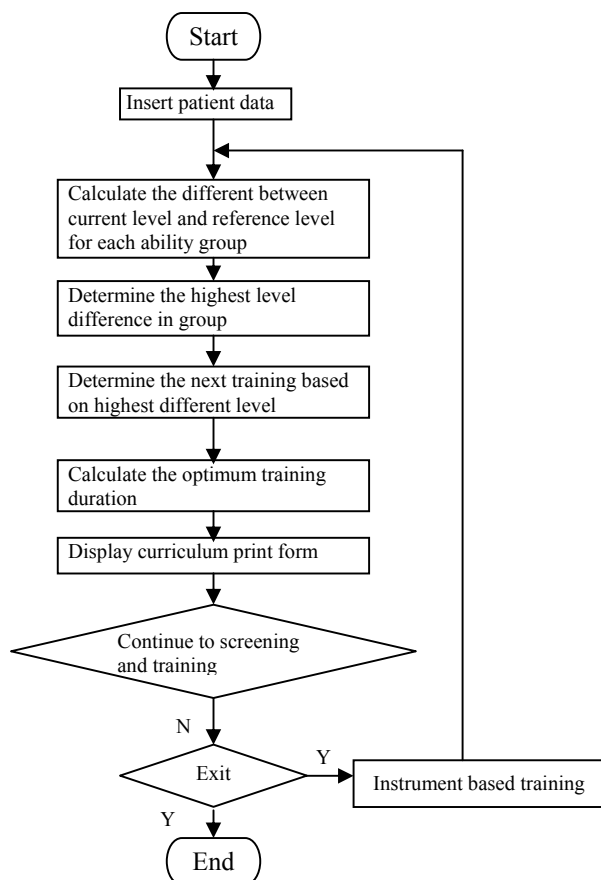 Start
Insert patient data
Calculate the different between
current level and reference level
for each ability group
Determine the highest level
difference in group
Determine the next training based
on highest different level
Calculate the optimum training
duration
Display curriculum print form
Continue to screening
and training
N
Exit
Y
Instrument based training
Y
End